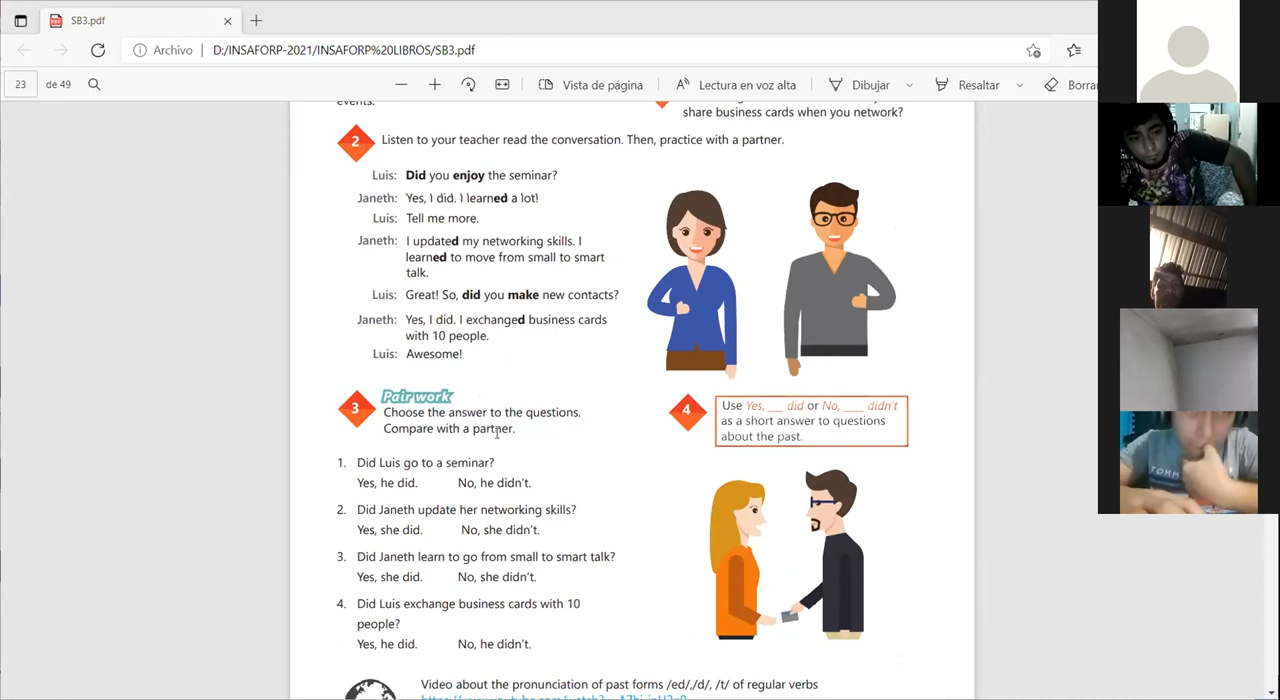 SB3.pdf
Archivo
D:/INSAFORP-2021/INSAFORP%20LIBROS/SB3.pdf
23
de 49
Vista de página
Lectura en voz alta
Dibujar
Resaltar
Borrar
events.
share business cards when you network?
2
Listen to your teacher read the conversation. Then, practice with a partner.
Luis: Did you enjoy the seminar?
Janeth: Yes, I did. I learned a lot!
Luis: Tell me more.
Janeth: I updated my networking skills. I
learned to move from small to smart
talk.
Luis: Great! So, did you make new contacts?
Janeth: Yes, I did. I exchanged business cards
with 10 people.
Luis: Awesome!
3
Pair work
Choose the answer to the questions.
Compare with a partner.
1. Did Luis go to a seminar?
Yes, he did. No, he didn't.
2. Did Janeth update her networking skills?
Yes, she did. No, she didn't.
3. Did Janeth learn to go from small to smart talk?
Yes, she did. No, she didn't.
4. Did Luis exchange business cards with 10
people?
Yes, he did. No, he didn't.
4
Use Yes, __ did or No, ___ didn't
as a short answer to questions
about the past.
Video about the pronunciation of past forms /ed/,/d/, /t/ of regular verbs
TOMM